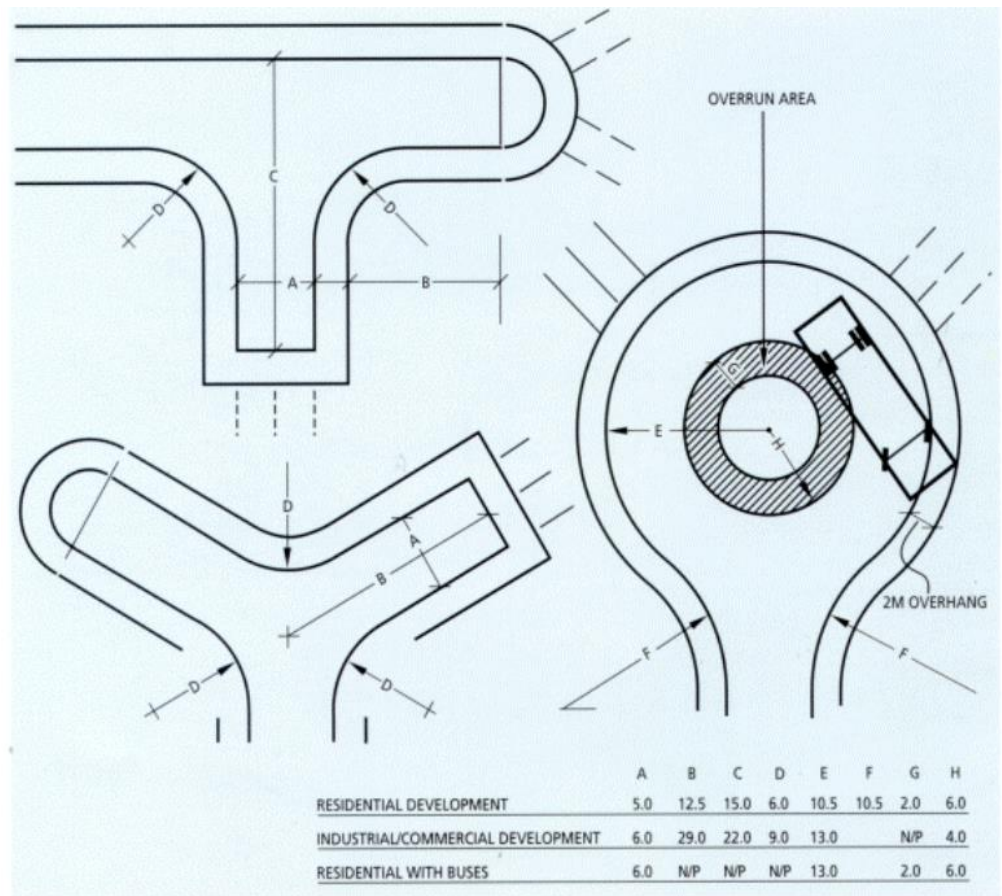 OVERRUN AREA
C
D
D
A
B
G
E
H
D
A
B
2M OVERHANG
F
F
D
D
A B C D E F G H
RESIDENTIAL DEVELOPMENT 5.0 12.5 15.0 6.0 10.5 10.5 2.0 6.0
INDUSTRIAL/COMMERCIAL DEVELOPMENT 6.0 29.0 22.0 9.0 13.0 N/P 4.0
RESIDENTIAL WITH BUSES 6.0 N/P N/P N/P 13.0 2.0 6.0